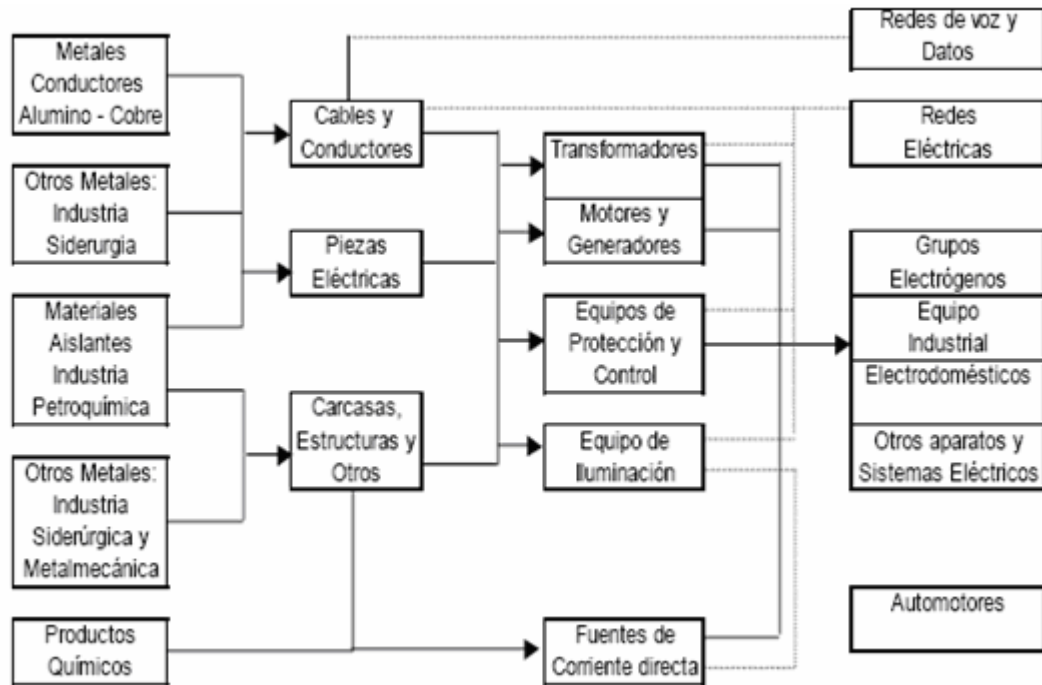 Metales
Conductores
Alumino - Cobre
Otros Metales:
Industria
Siderurgia
Materiales
Aislantes
Industria
Petroquímica
Otros Metales:
Industria
Siderúrgica y
Metalmecánica
Productos
Químicos
Cables y
Conductores
Piezas
Eléctricas
Carcasas,
Estructuras y
Otros
Transformadores
Motores y
Generadores
Equipos de
Protección y
Control
Equipo de
Iluminación
Fuentes de
Corriente directa
Redes de voz y
Datos
Redes
Eléctricas
Grupos
Electrógenos
Equipo
Industrial
Electrodomésticos
Otros aparatos y
Sistemas Eléctricos
Automotores